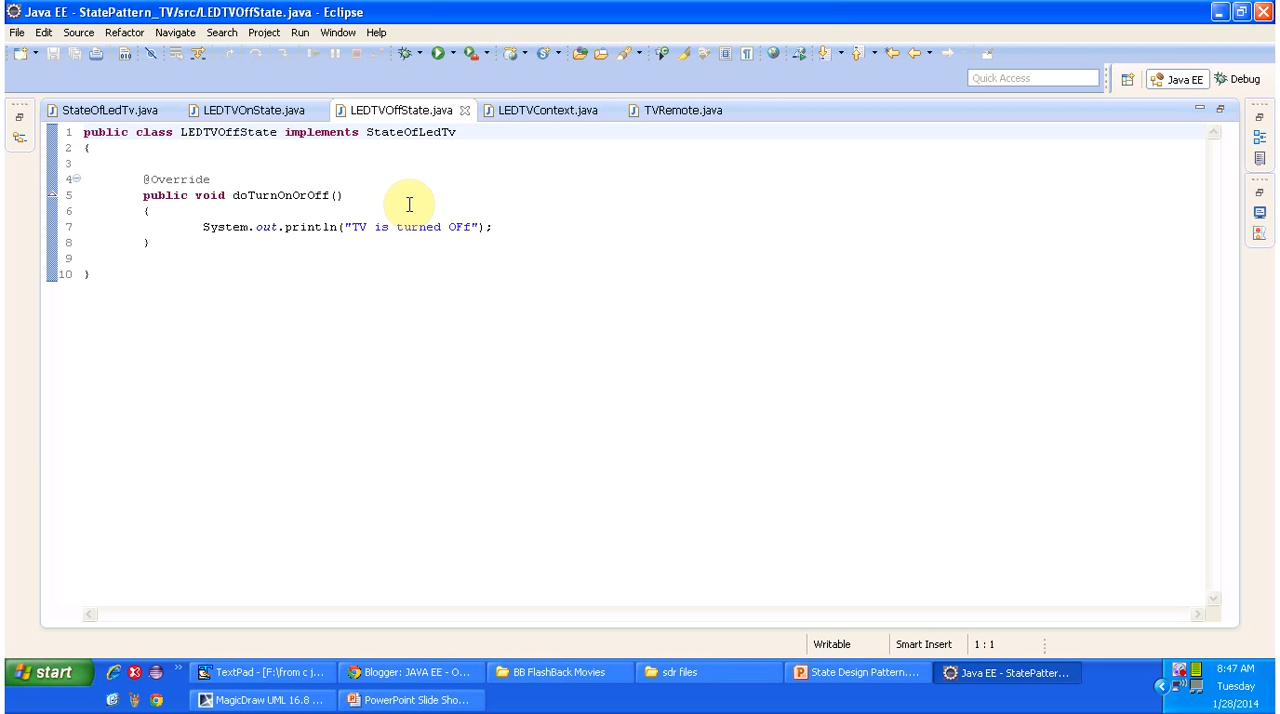 Java EE - StatePattern_TV/src/LEDTVOffState.java - Eclipse
File Edit Source Refactor Navigate Search Project Run Window Help
Quick Access Java EE Debug
StateOfLedTv.java LEDTVOnState.java LEDTVOffState.java LEDTVContext.java TVRemote.java
1 public class LEDTVOffState implements StateOfLedTv
2 {
3
4 @Override
5 public void doTurnOnOrOff()
6 {
7 System.out.println("TV is turned OFf");
8 }
9
10 }
Writable Smart Insert 1 : 1
start TextPad - [F:\from c j... Blogger: JAVA EE - O... BB FlashBack Movies sdr files State Design Pattern.... Java EE - StatePatter... 8:47 AM
Tuesday
MagicDraw UML 16.8 ... PowerPoint Slide Sho... 1/28/2014